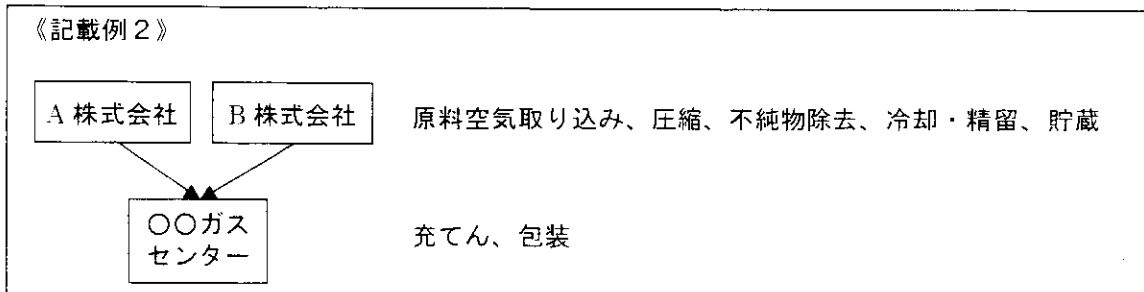 《記載例2》
A株式会社
B株式会社
原料空気取り込み、圧縮、不純物除去、冷却・精留、貯蔵
〇〇ガス
センター
充てん、包装